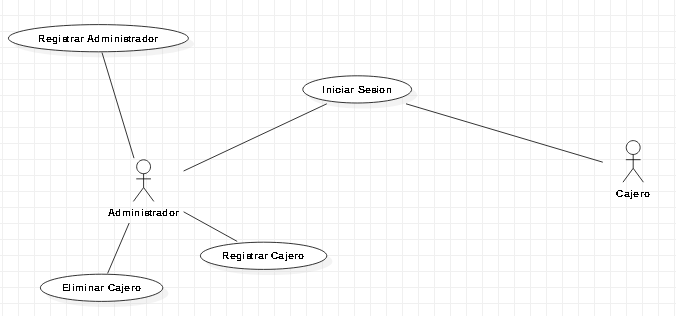 Registrar Administrador
Iniciar Sesion
Cajero
Administrador
Registrar Cajero
Eliminar Cajero